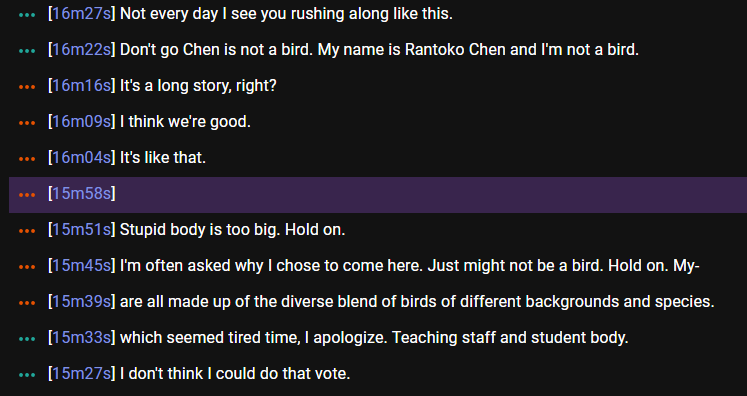 [16m27s] Not every day I see you rushing along like this.
[16m22s] Don't go Chen is not a bird. My name is Rantoko Chen and I'm not a bird.
[16m16s] It's a long story, right?
[16m09s] I think we're good.
[16m04s] It's like that.
[15m58s]
[15m51s] Stupid body is too big. Hold on.
[15m45s] I'm often asked why I chose to come here. Just might not be a bird. Hold on. My-
[15m39s] are all made up of the diverse blend of birds of different backgrounds and species.
[15m33s] which seemed tired time, I apologize. Teaching staff and student body.
[15m27s] I don't think I could do that vote.